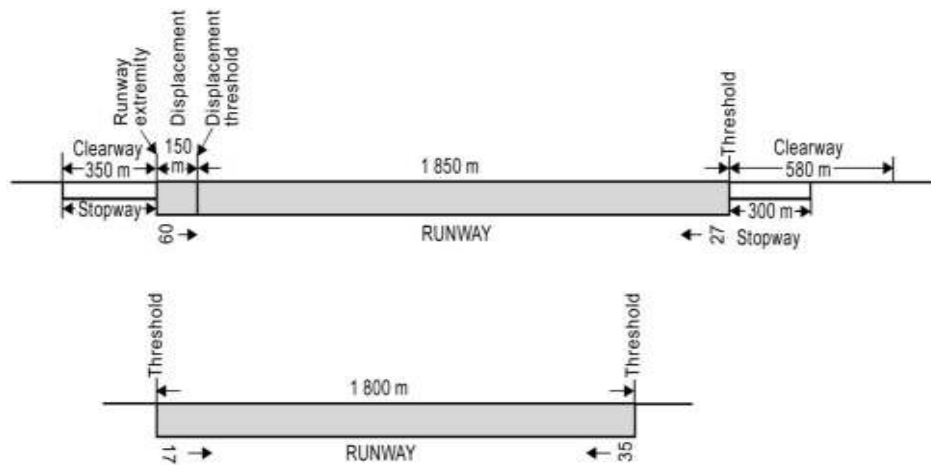 Runway
extremity
Displacement
Displacement
threshold
Threshold
Clearway
350 m
150
m
1 850 m
Clearway
580 m
Stopway
300 m
Stopway
09
RUNWAY
27
Threshold
Threshold
1 800 m
17
RUNWAY
35